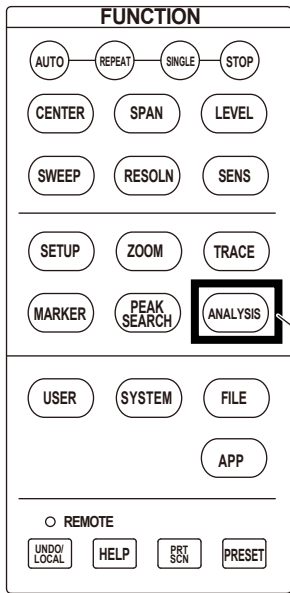 FUNCTION
AUTO REPEAT SINGLE STOP
CENTER SPAN LEVEL
SWEEP RESOLN SENS
SETUP ZOOM TRACE
MARKER PEAK SEARCH ANALYSIS
USER SYSTEM FILE
APP
REMOTE
UNDO/ LOCAL HELP PRT SCN PRESET